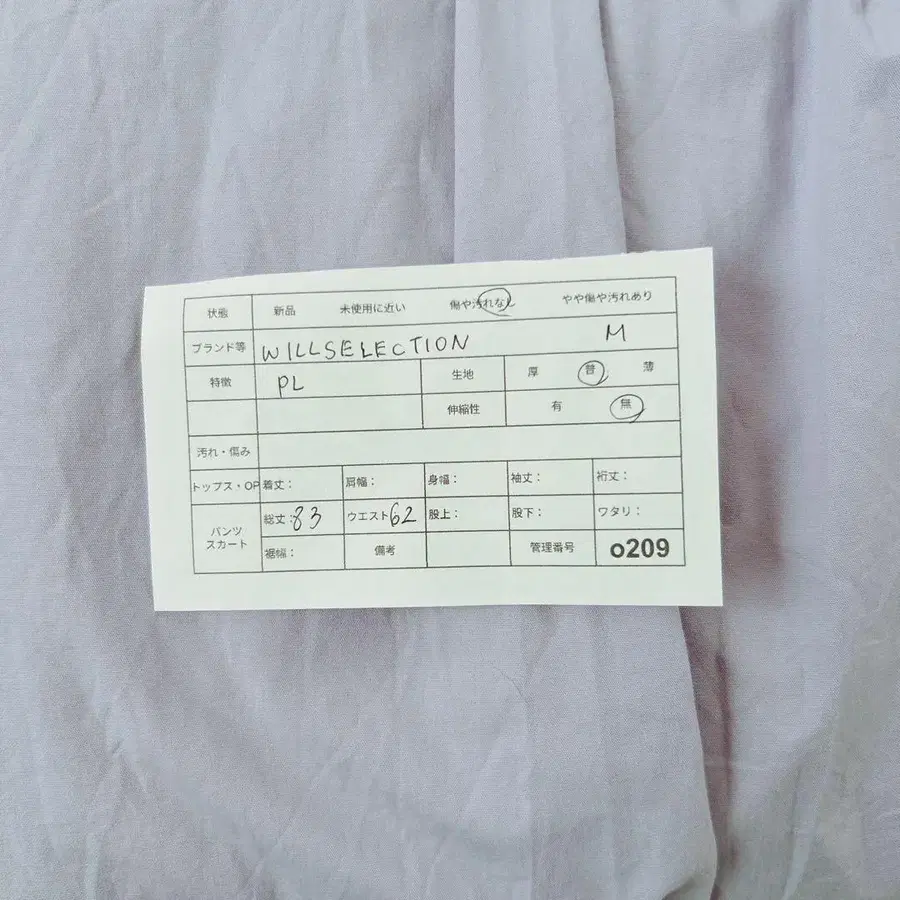 状態 新品 未使用に近い 傷や汚れなし やや傷や汚れあり
ブランド等 WILLSELECTION M
特徴 PL 生地 厚 普 薄
伸縮性 有 無
汚れ・傷み
トップス・OP 着丈： 肩幅： 身幅： 袖丈： 裄丈：
パンツ スカート 総丈：83 ウエスト 62 股上： 股下： ワタリ：
裾幅： 備考 管理番号 o209